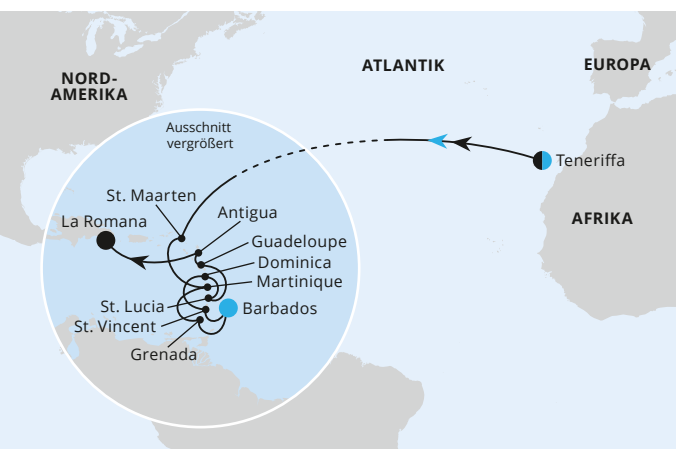 NORD-
AMERIKA
ATLANTIK
EUROPA
Ausschnitt
vergrößert
Teneriffa
St. Maarten
La Romana
Antigua
AFRIKA
Guadeloupe
Dominica
Martinique
St. Lucia
Barbados
St. Vincent
Grenada